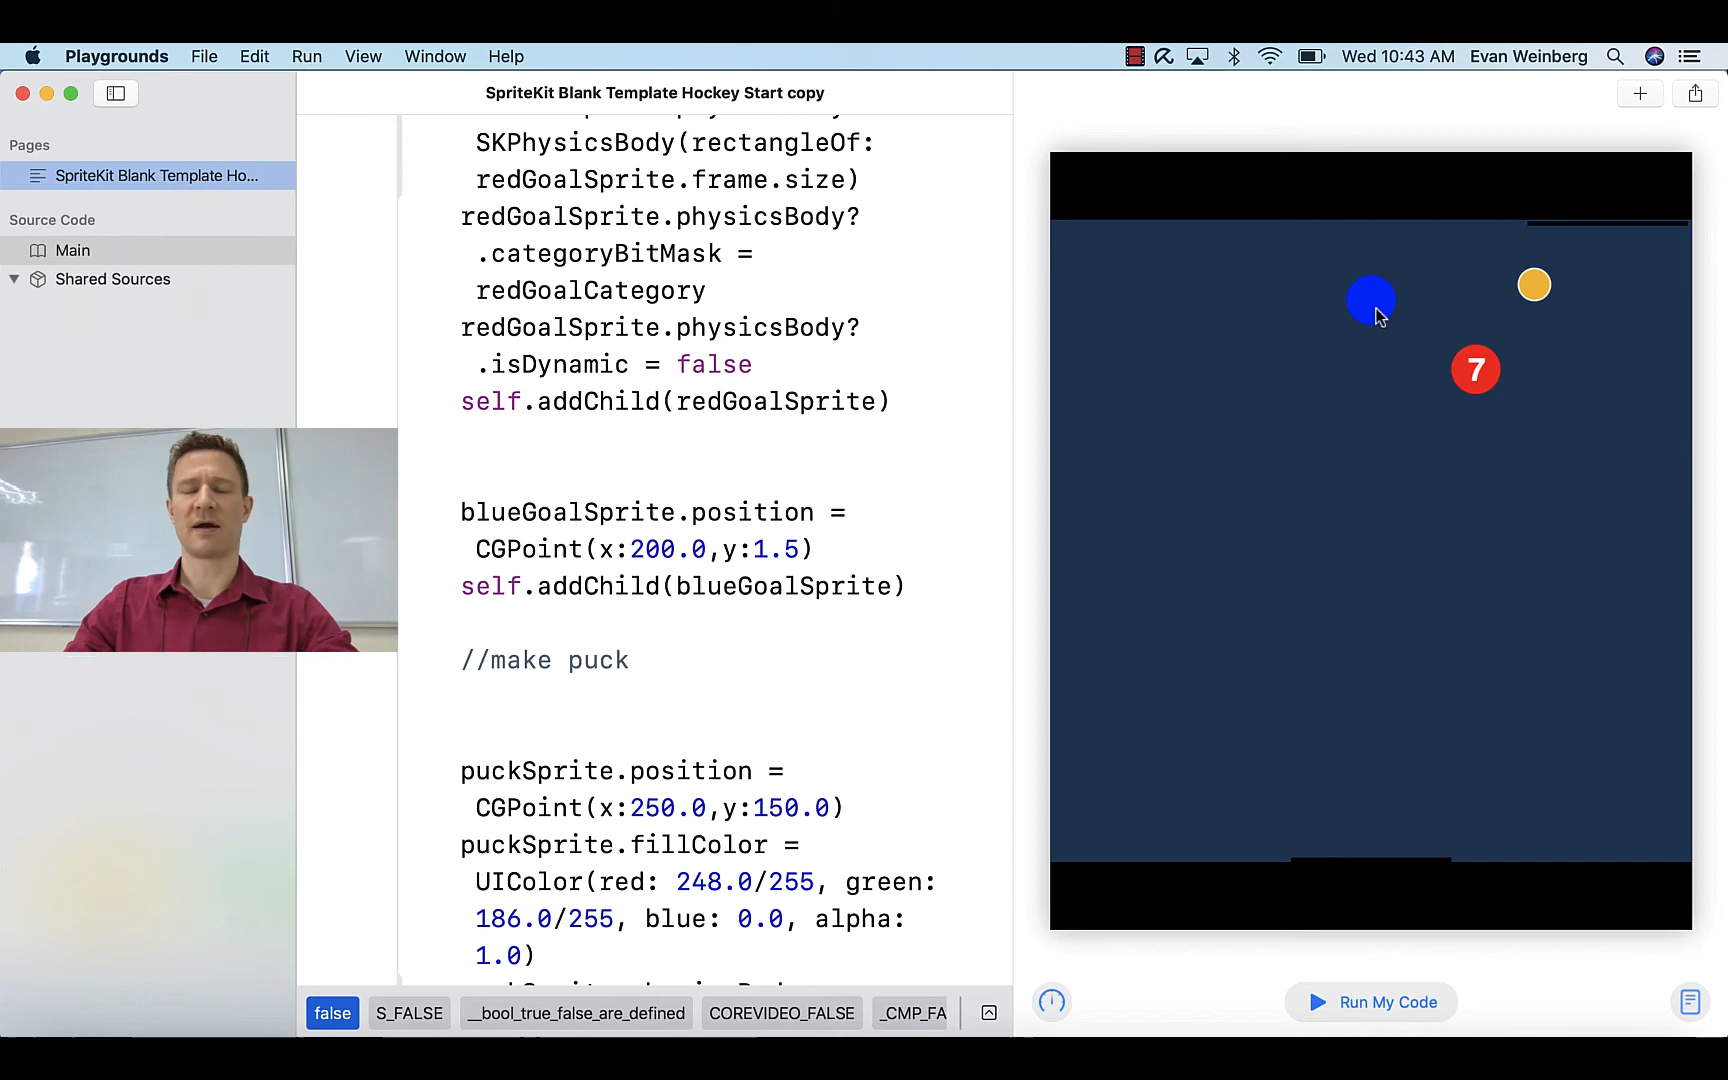 Playgrounds File Edit Run View Window Help Wed 10:43 AM Evan Weinberg
SpriteKit Blank Template Hockey Start copy
Pages
SpriteKit Blank Template Ho...
Source Code
Main
Shared Sources
SKPhysicsBody(rectangleOf:
redGoalSprite.frame.size)
redGoalSprite.physicsBody?
.categoryBitMask =
redGoalCategory
redGoalSprite.physicsBody?
.isDynamic = false
self.addChild(redGoalSprite)
blueGoalSprite.position =
CGPoint(x:200.0,y:1.5)
self.addChild(blueGoalSprite)
//make puck
puckSprite.position =
CGPoint(x:250.0,y:150.0)
puckSprite.fillColor =
UIColor(red: 248.0/255, green:
186.0/255, blue: 0.0, alpha:
1.0)
false S_FALSE __bool_true_false_are_defined COREVIDEO_FALSE _CMP_FA
7
Run My Code